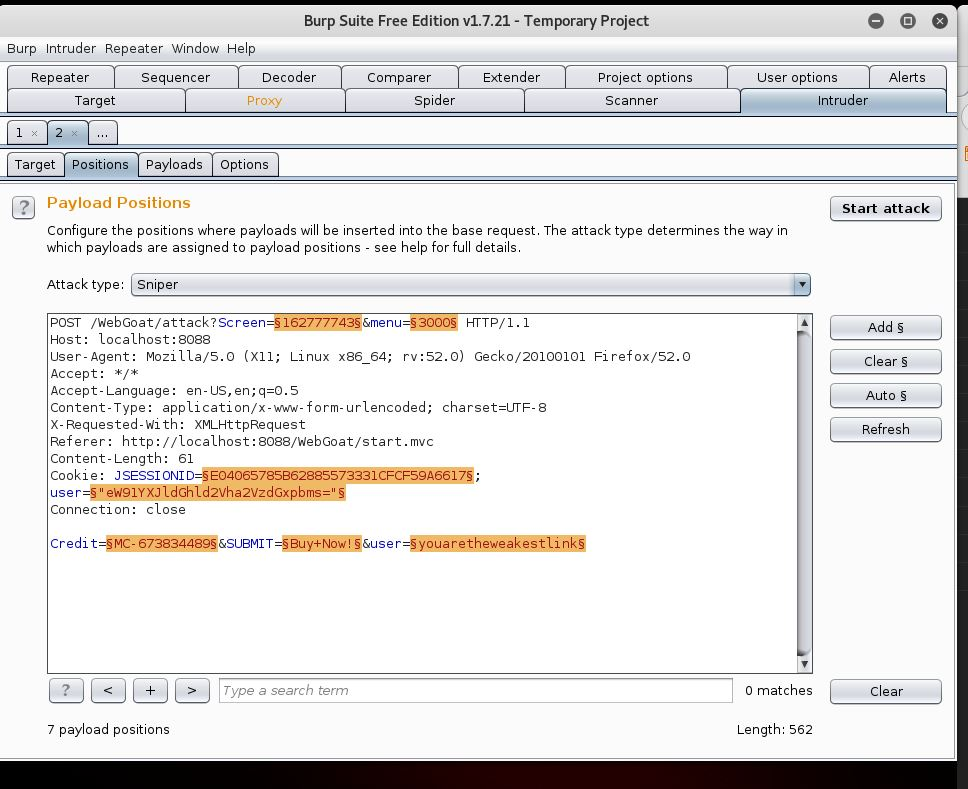 Burp Suite Free Edition v1.7.21 - Temporary Project
Burp Intruder Repeater Window Help
Repeater Sequencer Decoder Comparer Extender Project options User options Alerts
Target Proxy Spider Scanner Intruder
1 × 2 × ...
Target Positions Payloads Options
? Payload Positions
Start attack
Configure the positions where payloads will be inserted into the base request. The attack type determines the way in
which payloads are assigned to payload positions - see help for full details.
Attack type: Sniper
POST /WebGoat/attack?Screen=§162777743§&menu=§3000§ HTTP/1.1
Host: localhost:8088
User-Agent: Mozilla/5.0 (X11; Linux x86_64; rv:52.0) Gecko/20100101 Firefox/52.0
Accept: */*
Accept-Language: en-US,en;q=0.5
Content-Type: application/x-www-form-urlencoded; charset=UTF-8
X-Requested-With: XMLHttpRequest
Referer: http://localhost:8088/WebGoat/start.mvc
Content-Length: 61
Cookie: JSESSIONID=§E04065785B62885573331CFCF59A6617§;
user=§"eW91YXJldGhld2Vha2VzdGxpbms="§
Connection: close
Credit=§MC-673834489§&SUBMIT=§Buy+Now!§&user=§youaretheweakestlink§
Add §
Clear §
Auto §
Refresh
? < + > Type a search term 0 matches Clear
7 payload positions Length: 562